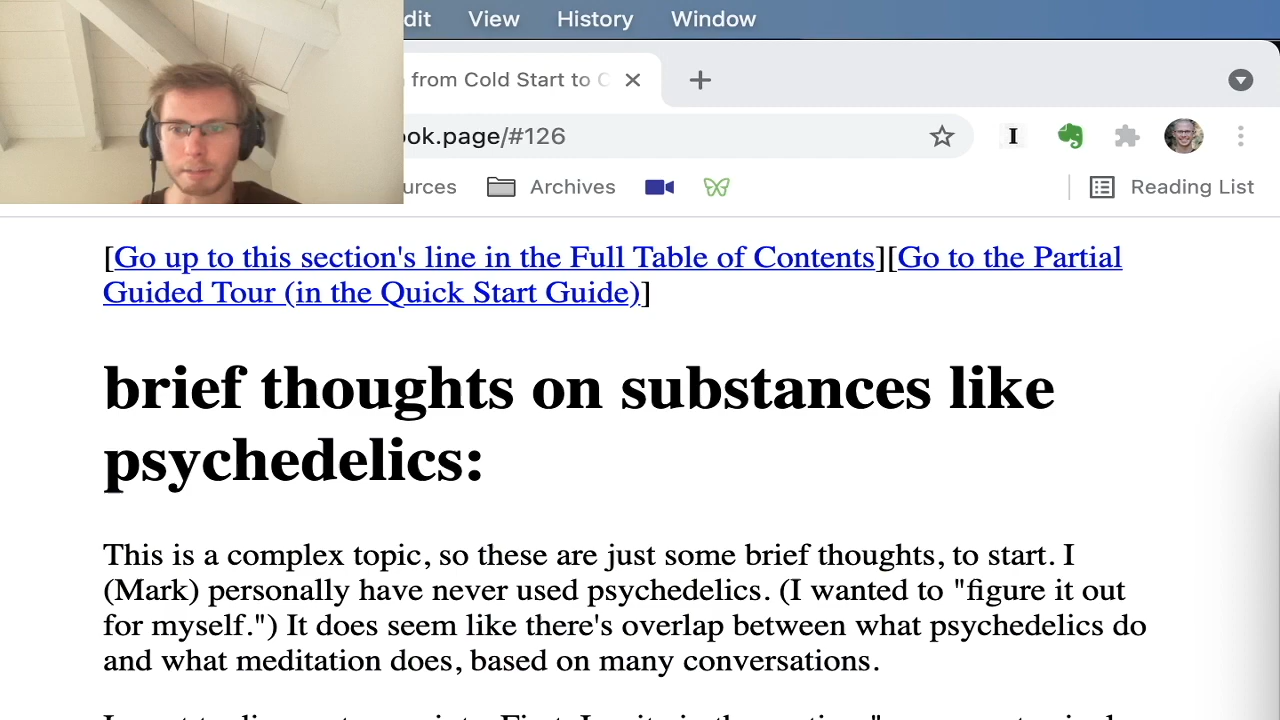 dit View History Window
from Cold Start to C
ook.page/#126
urces Archives Reading List
[Go up to this section's line in the Full Table of Contents][Go to the Partial
Guided Tour (in the Quick Start Guide)]
brief thoughts on substances like
psychedelics:
This is a complex topic, so these are just some brief thoughts, to start. I
(Mark) personally have never used psychedelics. (I wanted to "figure it out
for myself.") It does seem like there's overlap between what psychedelics do
and what meditation does, based on many conversations.